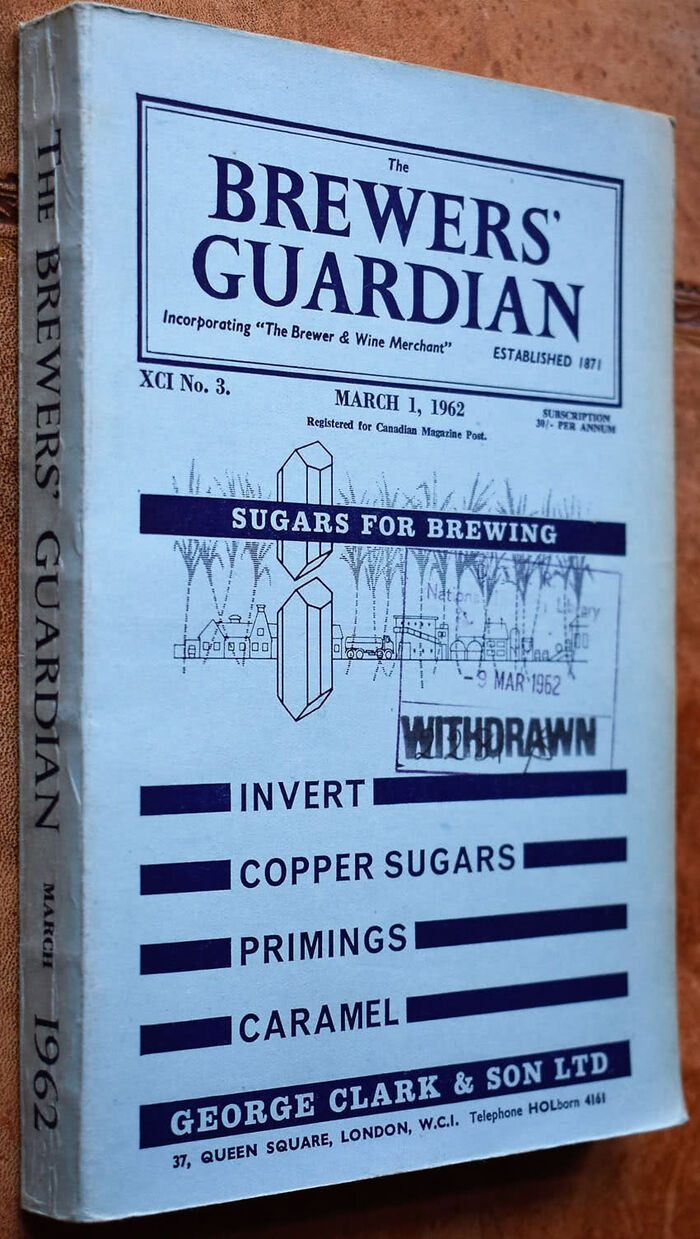 THE BREWERS' GUARDIAN MARCH 1962
The
BREWERS'
GUARDIAN
Incorporating "The Brewer & Wine Merchant"
ESTABLISHED 1871
XCI No. 3.
MARCH 1, 1962
SUBSCRIPTION
30/- PER ANNUM
Registered for Canadian Magazine Post.
SUGARS FOR BREWING
Library
-9 MAR 1962
WITHDRAWN
INVERT
COPPER SUGARS
PRIMINGS
CARAMEL
GEORGE CLARK & SON LTD
37, QUEEN SQUARE, LONDON, W.C.I. Telephone HOLborn 4161